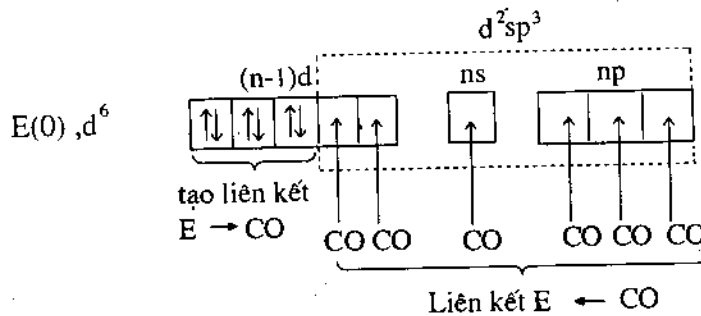 d²sp³
(n-1)d ns np
E(0) ,d⁶
tạo liên kết
E → CO
CO CO CO CO CO CO
Liên kết E ← CO